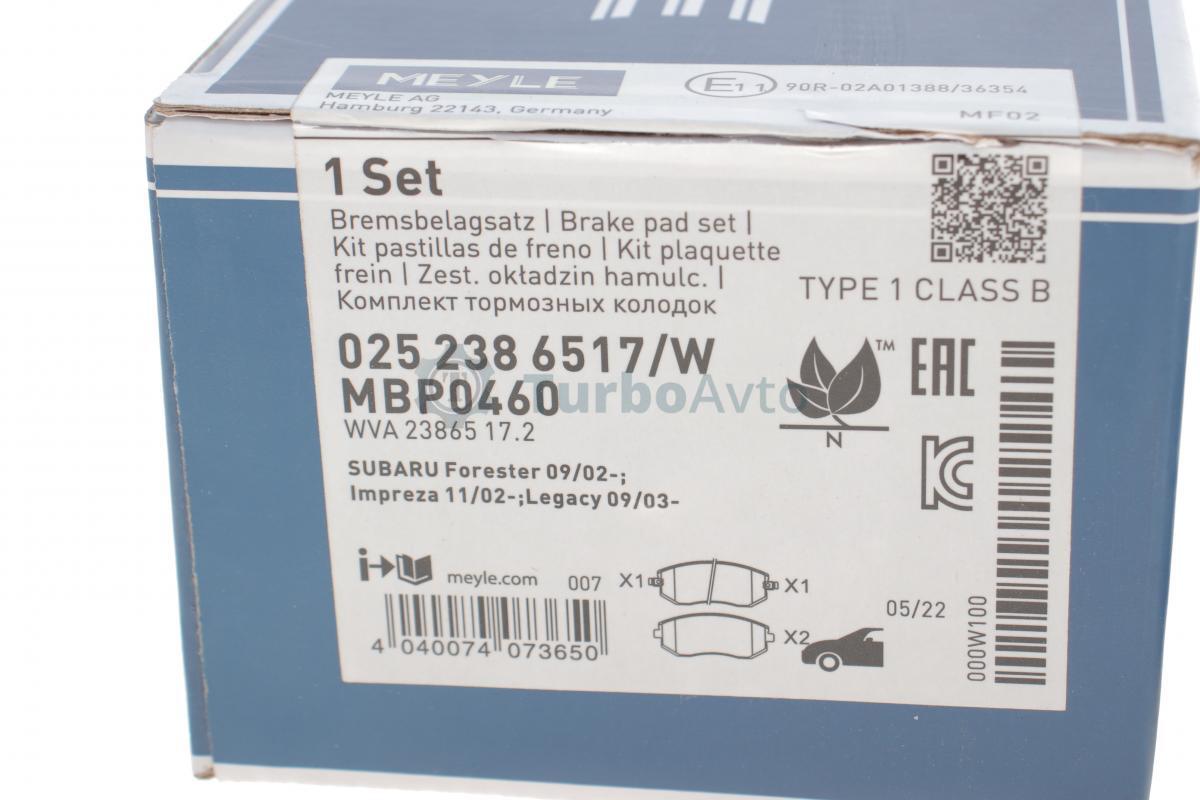 MEYLE
MEYLE AG
Hamburg 22143, Germany
E11 90R-02A01388/36354
MF02
1 Set
Bremsbelagsatz | Brake pad set |
Kit pastillas de freno | Kit plaquette
frein | Zest. okładzin hamulc. |
Комплект тормозных колодок
TYPE 1 CLASS B
025 238 6517/W
MBP0460
TurboAvto
WVA 23865 17.2
TM
N
EAC
KC
SUBARU Forester 09/02-;
Impreza 11/02-;Legacy 09/03-
i
meyle.com
007
X1
X1
X2
05/22
000W100
4 040074 073650